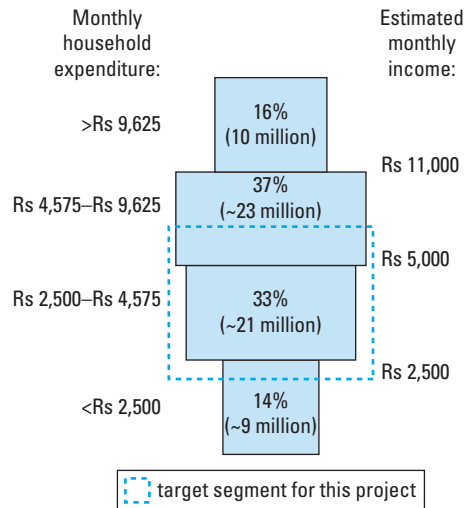 Monthly
household
expenditure:
Estimated
monthly
income:
>Rs 9,625
16%
(10 million)
Rs 11,000
Rs 4,575–Rs 9,625
37%
(~23 million)
Rs 5,000
Rs 2,500–Rs 4,575
33%
(~21 million)
Rs 2,500
<Rs 2,500
14%
(~9 million)
target segment for this project